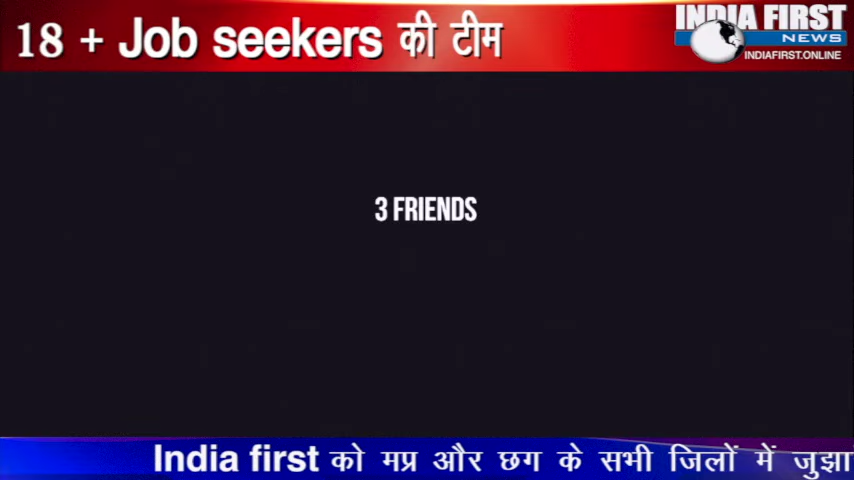 18 + Job seekers की टीम
INDIA FIRST
NEWS
INDIAFIRST.ONLINE
3 FRIENDS
India first को मप्र और छग के सभी जिलों में जुझा